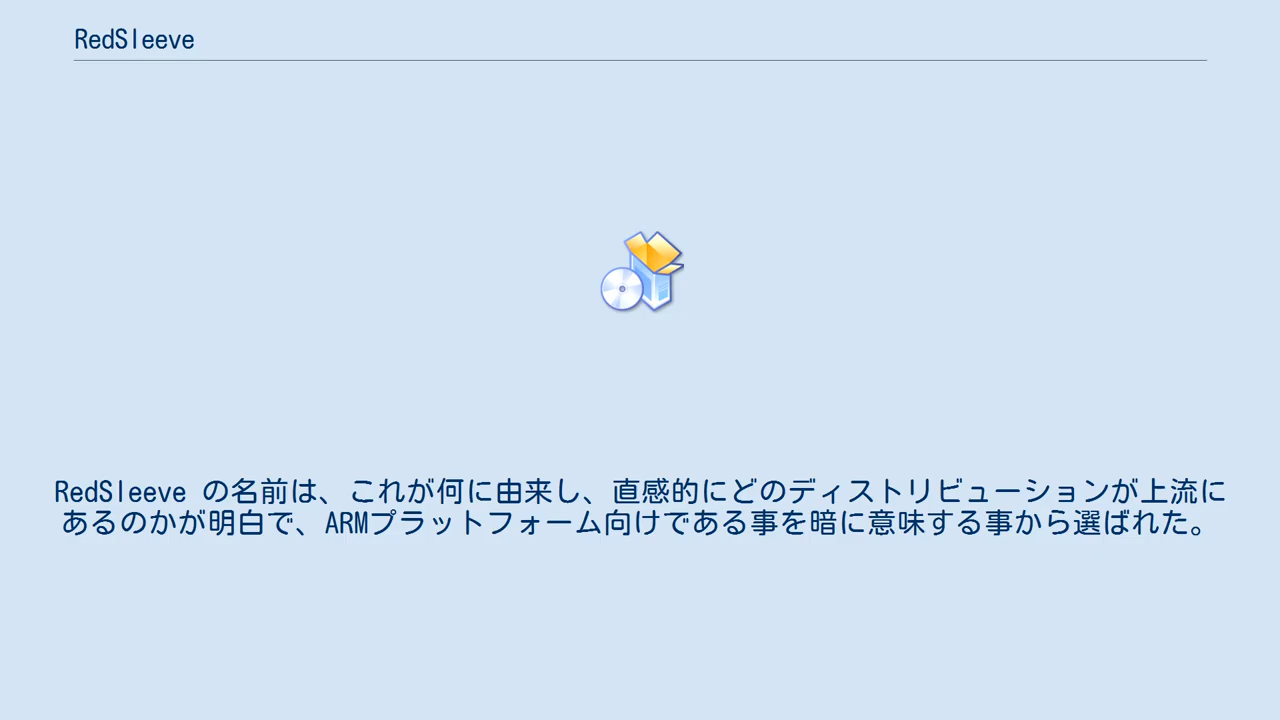 RedSleeve
RedSleeve の名前は、これが何に由来し、直感的にどのディストリビューションが上流に
あるのかが明白で、ARMプラットフォーム向けである事を暗に意味する事から選ばれた。